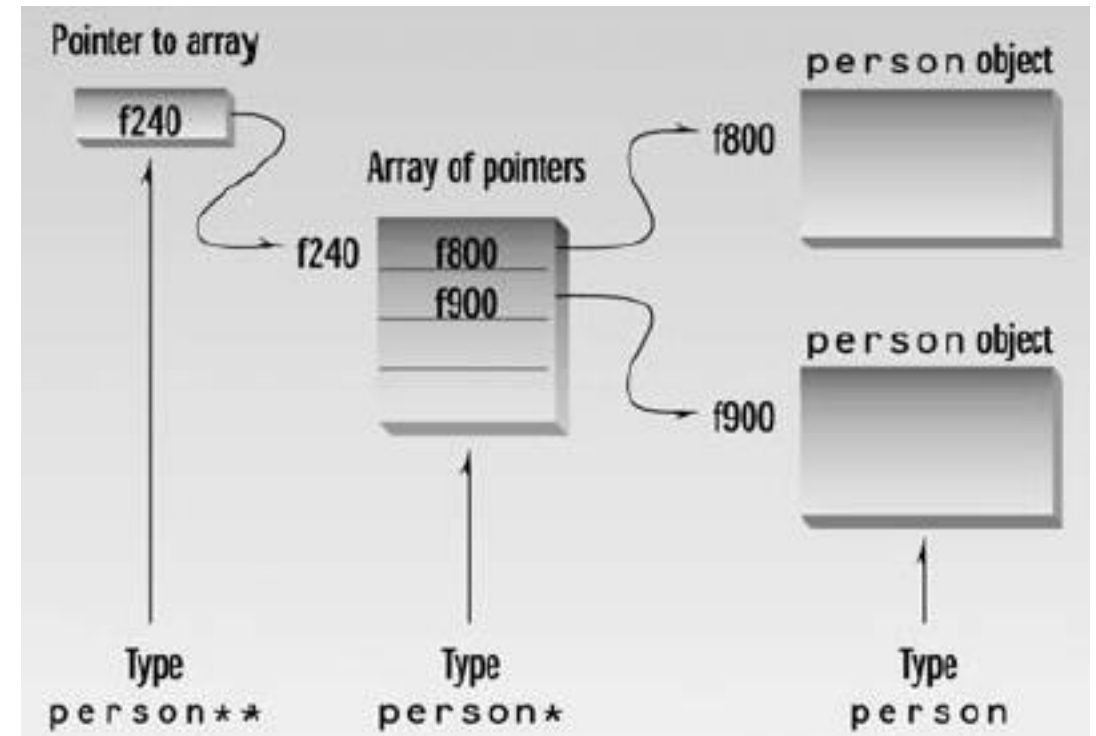 Pointer to array
f240
Array of pointers
f240
f800
f900
person object
f800
person object
f900
Type
person**
Type
person*
Type
person